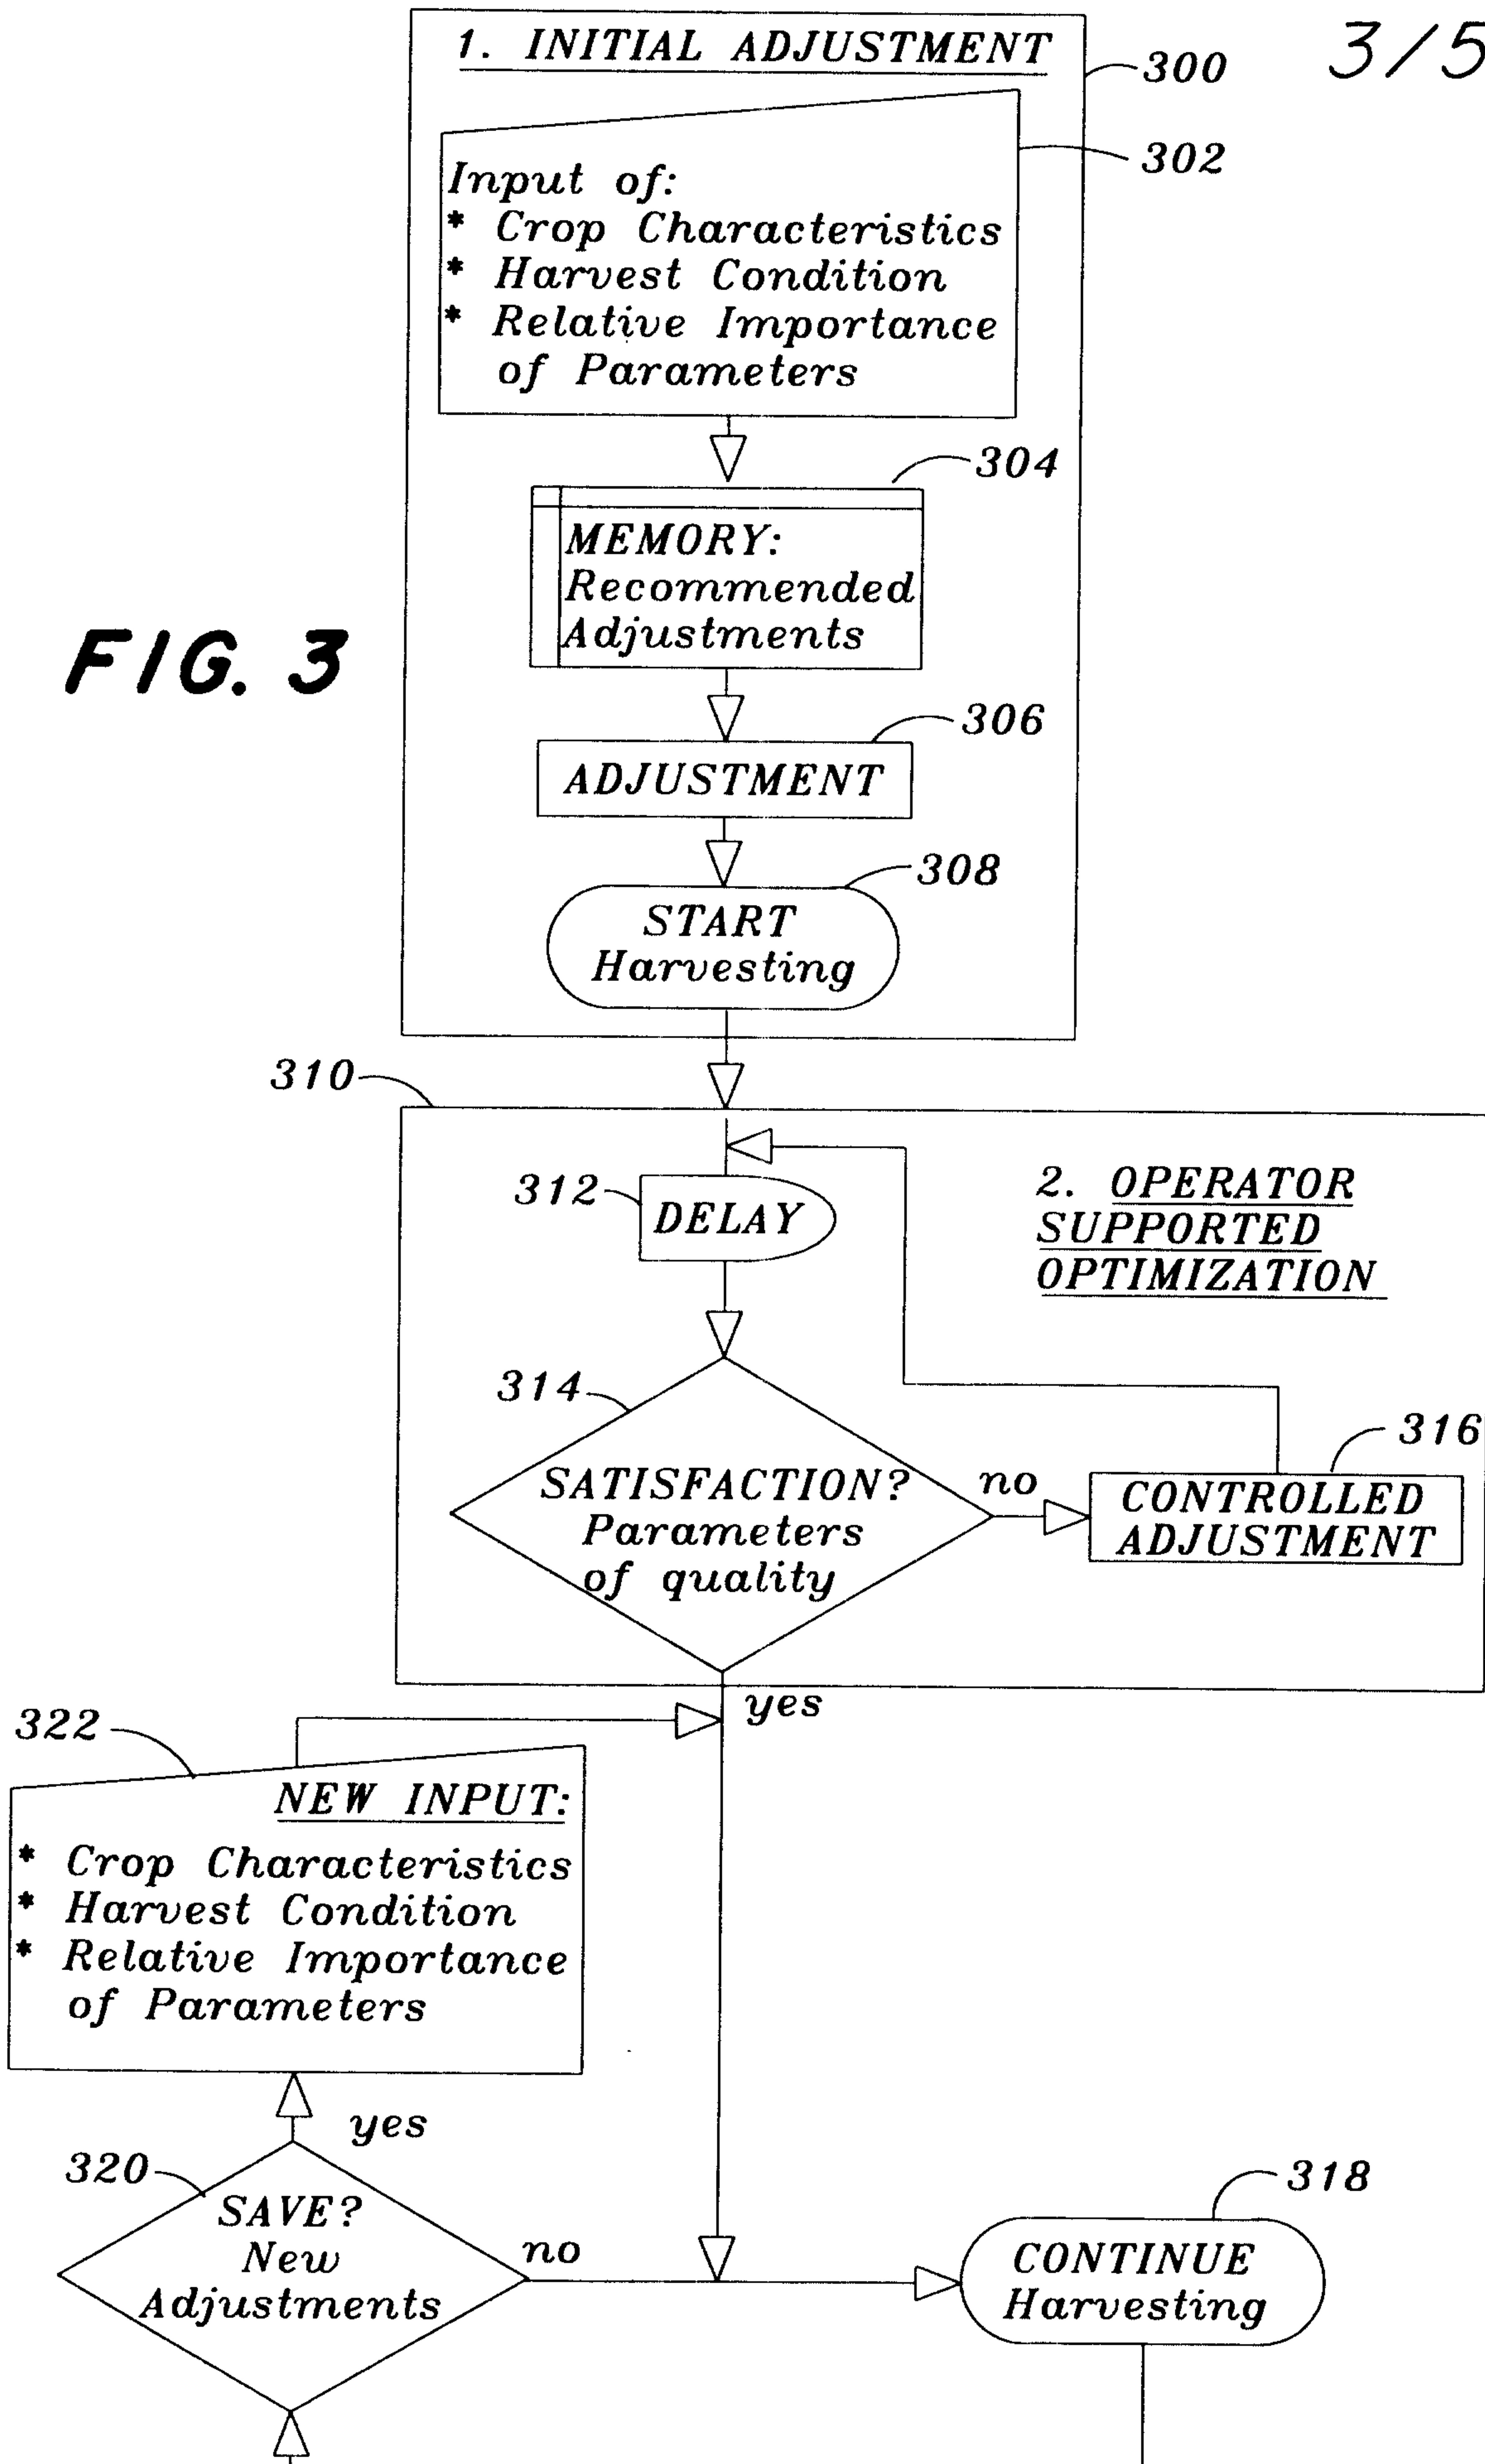 3/5
1. INITIAL ADJUSTMENT
300
302
Input of:
* Crop Characteristics
* Harvest Condition
* Relative Importance
of Parameters
304
MEMORY:
Recommended
Adjustments
FIG. 3
306
ADJUSTMENT
308
START
Harvesting
310
312
DELAY
2. OPERATOR
SUPPORTED
OPTIMIZATION
314
316
SATISFACTION?
Parameters
of quality
no
CONTROLLED
ADJUSTMENT
yes
322
NEW INPUT:
* Crop Characteristics
* Harvest Condition
* Relative Importance
of Parameters
yes
320
SAVE?
New
Adjustments
no
318
CONTINUE
Harvesting